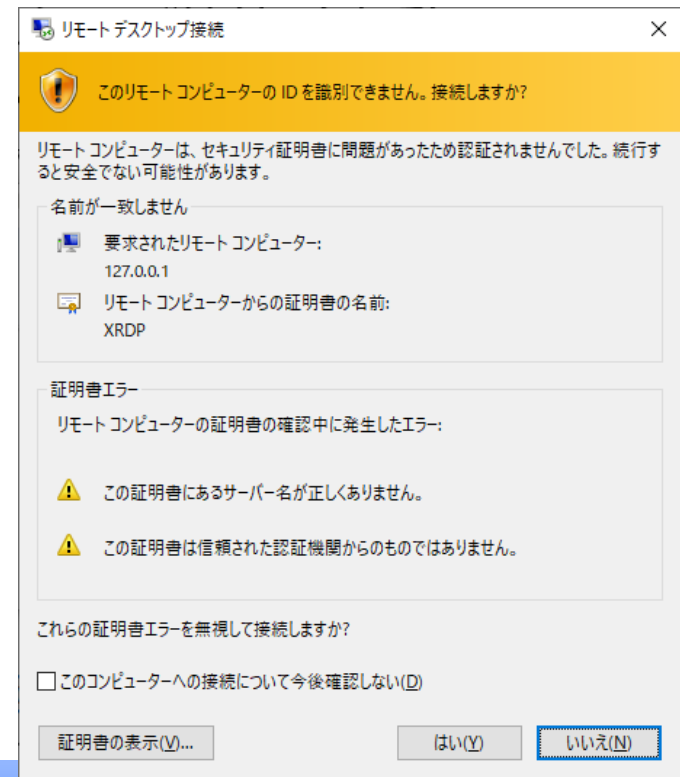 リモート デスクトップ接続
このリモート コンピューターの ID を識別できません。接続しますか?
リモート コンピューターは、セキュリティ証明書に問題があったため認証されませんでした。続行す
ると安全でない可能性があります。
名前が一致しません
要求されたリモート コンピューター:
127.0.0.1
リモート コンピューターからの証明書の名前:
XRDP
証明書エラー
リモート コンピューターの証明書の確認中に発生したエラー:
この証明書にあるサーバー名が正しくありません。
この証明書は信頼された認証機関からのものではありません。
これらの証明書エラーを無視して接続しますか?
このコンピューターへの接続について今後確認しない(D)
証明書の表示(V)...
はい(Y)
いいえ(N)